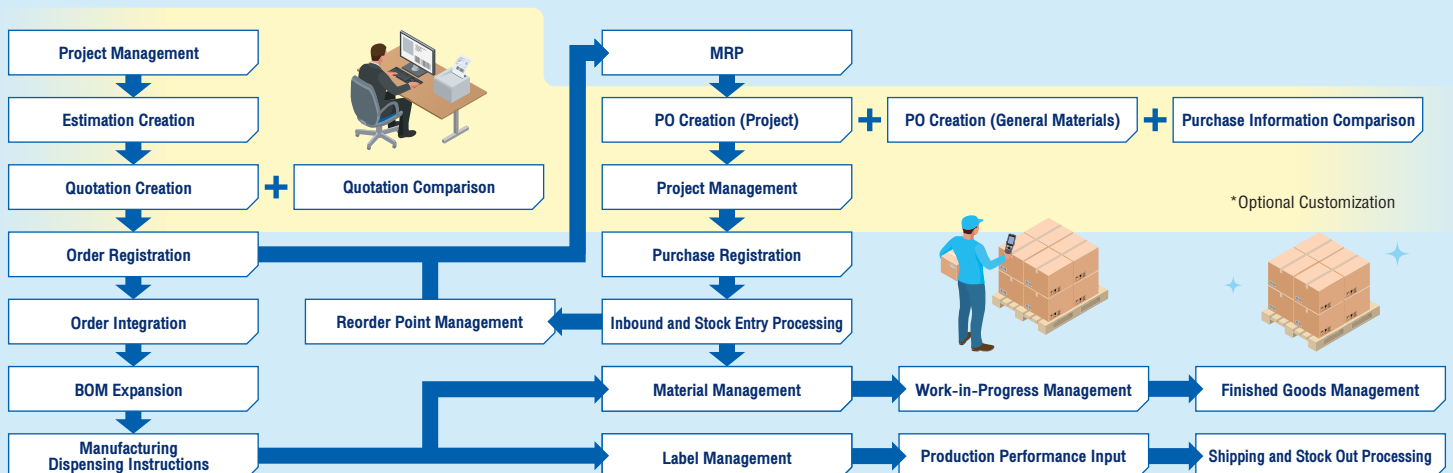 Project Management
Estimation Creation
Quotation Creation
Quotation Comparison
Order Registration
Order Integration
BOM Expansion
Manufacturing
Dispensing Instructions
MRP
PO Creation (Project)
PO Creation (General Materials)
Purchase Information Comparison
Project Management
*Optional Customization
Purchase Registration
Reorder Point Management
Inbound and Stock Entry Processing
Material Management
Work-in-Progress Management
Finished Goods Management
Label Management
Production Performance Input
Shipping and Stock Out Processing